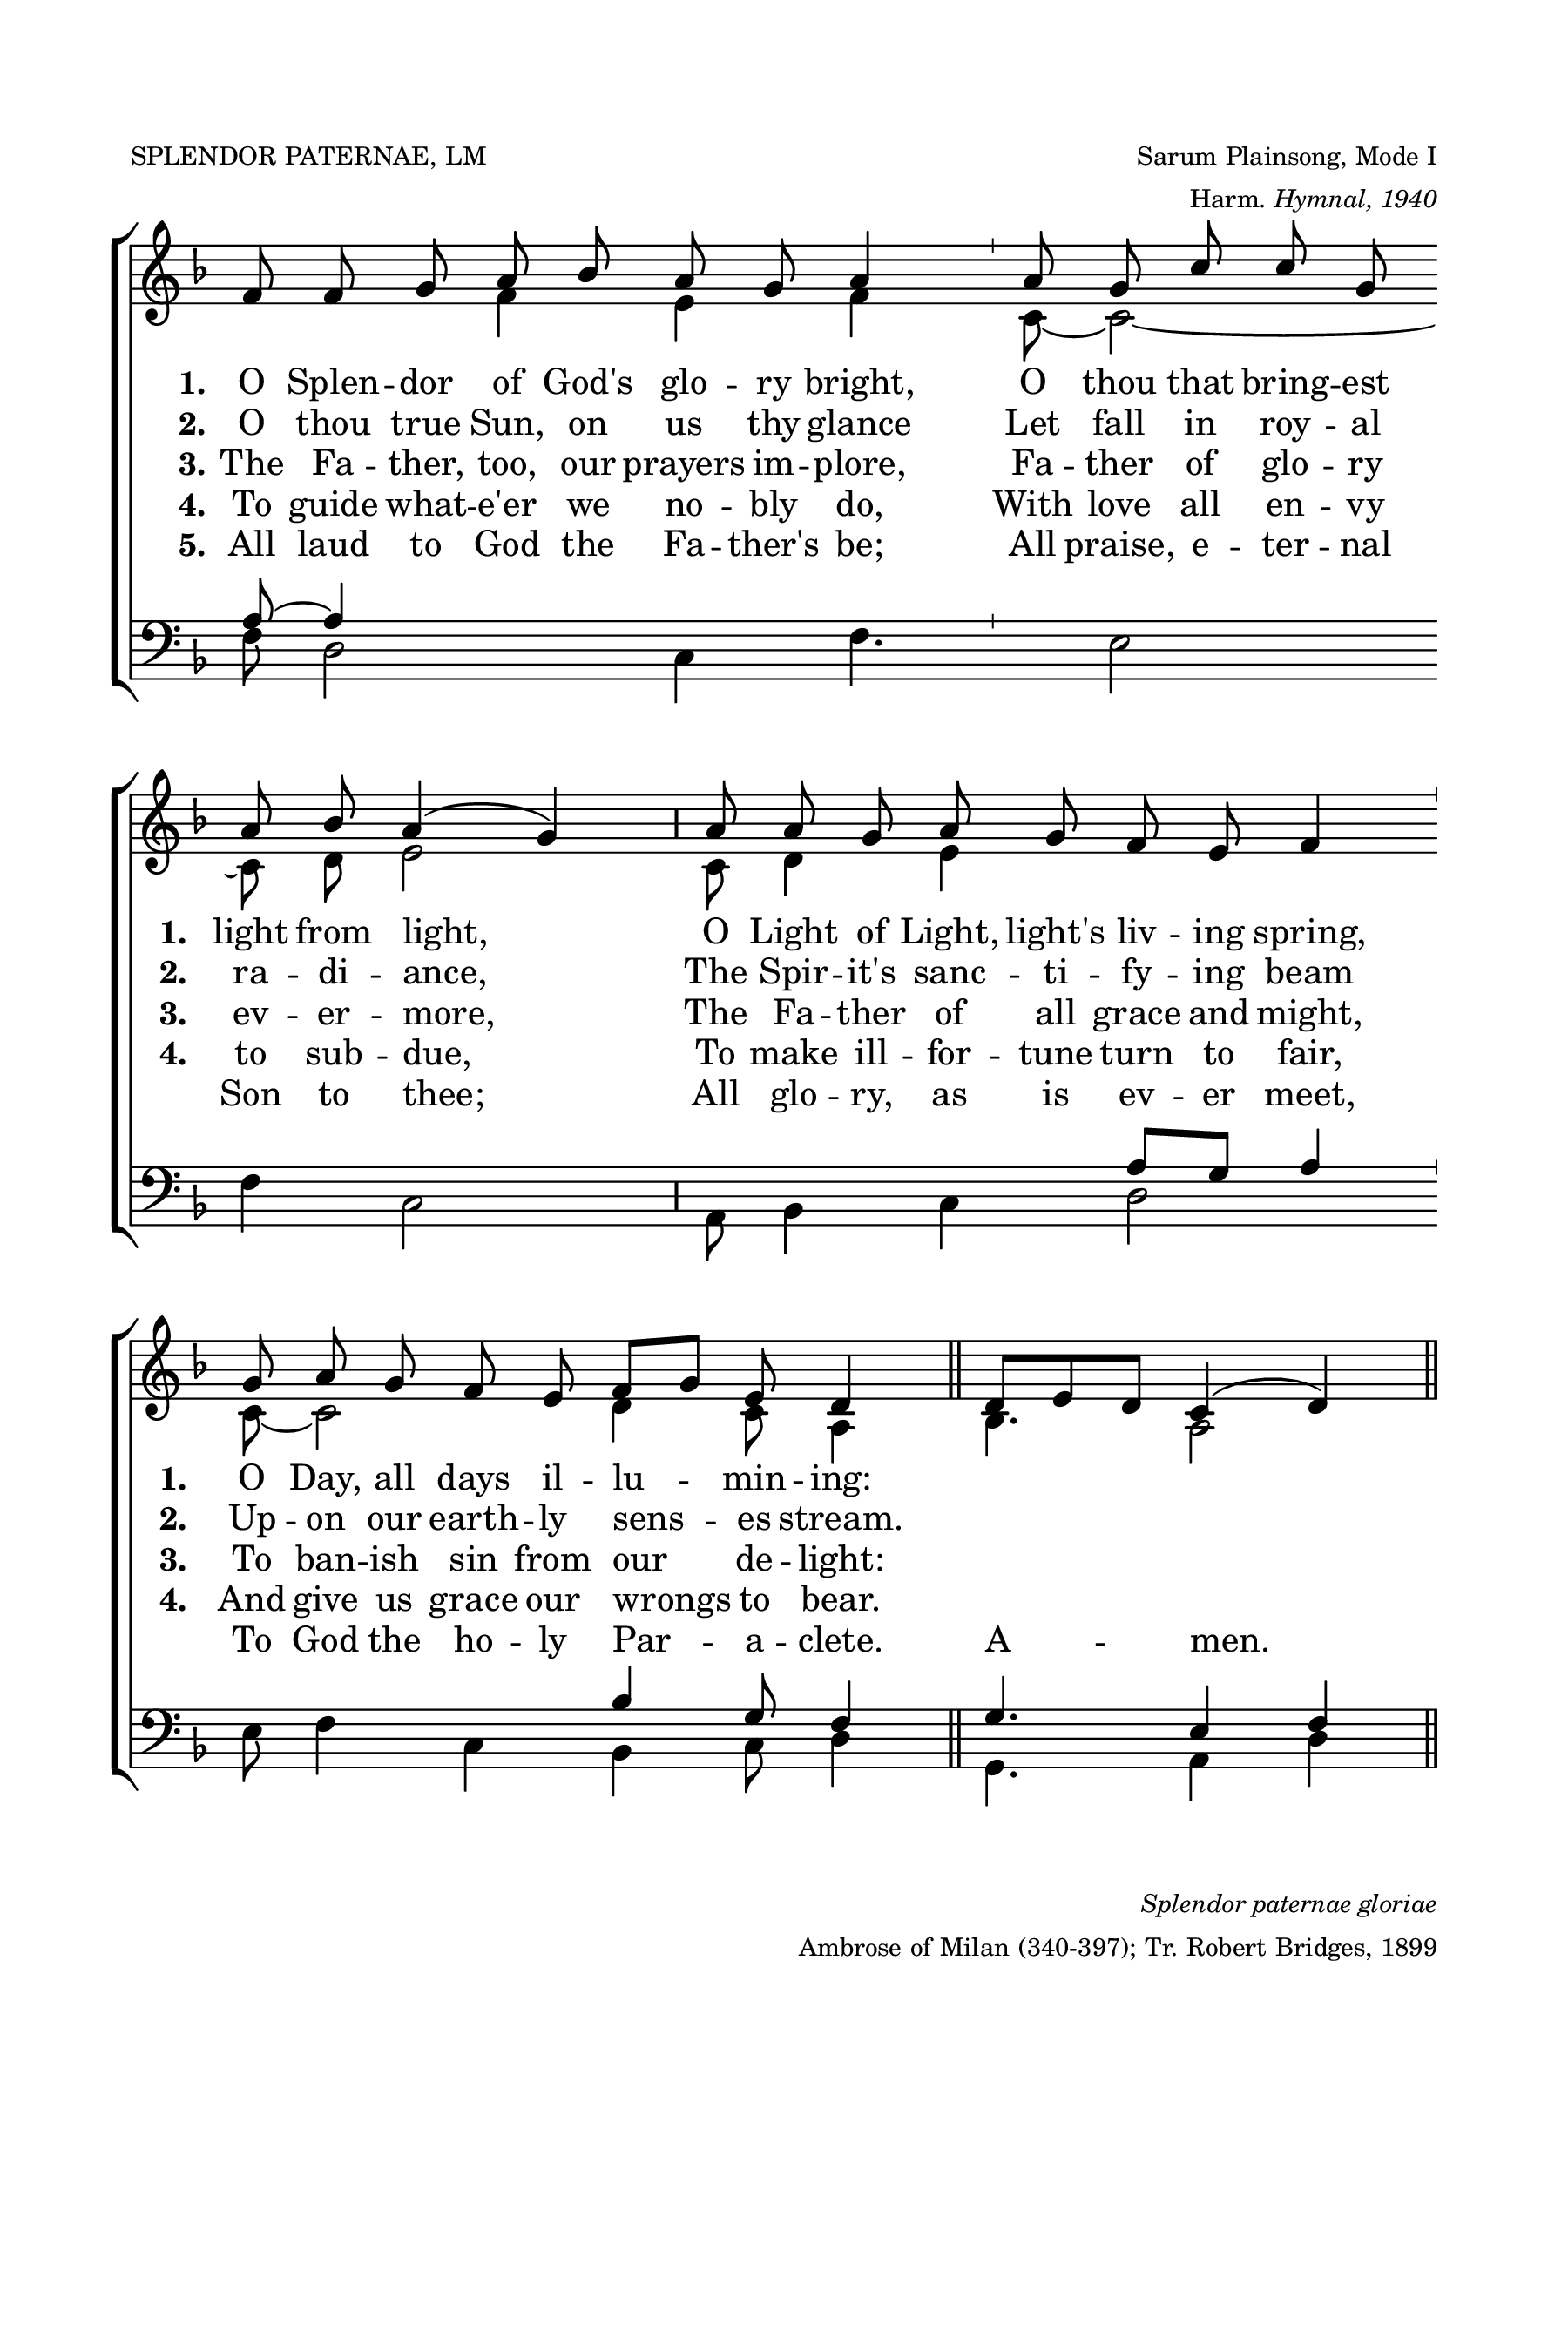 SPLENDOR PATERNAE, LM
Sarum Plainsong, Mode I
Harm. Hymnal, 1940
1. O Splen -- dor of God's glo -- ry bright, O thou that bring -- est
2. O thou true Sun, on us thy glance Let fall in roy -- al
3. The Fa -- ther, too, our prayers im -- plore, Fa -- ther of glo -- ry
4. To guide what -- e'er we no -- bly do, With love all en -- vy
5. All laud to God the Fa -- ther's be; All praise, e -- ter -- nal
1. light from light, O Light of Light, light's liv -- ing spring,
2. ra -- di -- ance, The Spir -- it's sanc -- ti -- fy -- ing beam
3. ev -- er -- more, The Fa -- ther of all grace and might,
4. to sub -- due, To make ill -- for -- tune turn to fair,
Son to thee; All glo -- ry, as is ev -- er meet,
1. O Day, all days il -- lu -- min -- ing:
2. Up -- on our earth -- ly sens -- es stream.
3. To ban -- ish sin from our de -- light:
4. And give us grace our wrongs to bear.
To God the ho -- ly Par -- a -- clete. A -- men.
Splendor paternae gloriae
Ambrose of Milan (340-397); Tr. Robert Bridges, 1899